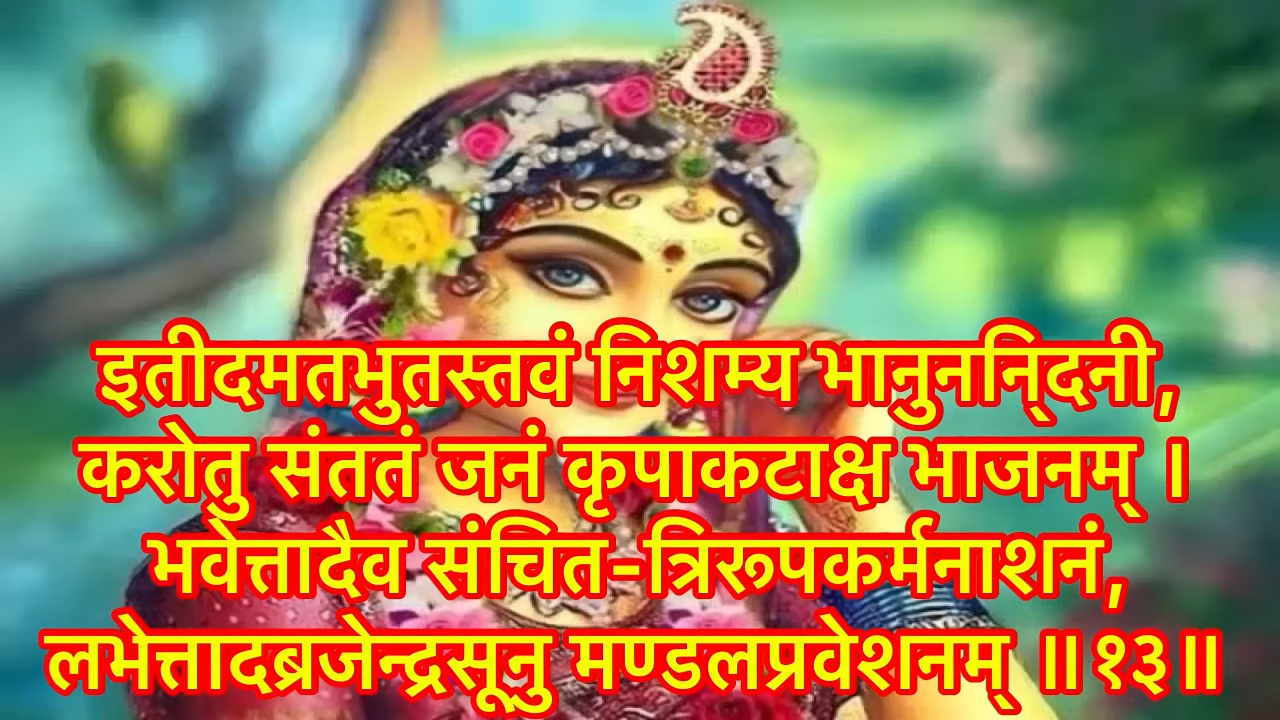 इतीदमतभुतस्तवं निशम्य भानुननि्दनी,
करोतु संततं जनं कृपाकटाक्ष भाजनम् ।
भवेत्तादैव संचित-त्रिरूपकर्मनाशनं,
लभेत्तादब्रजेन्द्रसूनु मण्डलप्रवेशनम् ॥१३॥